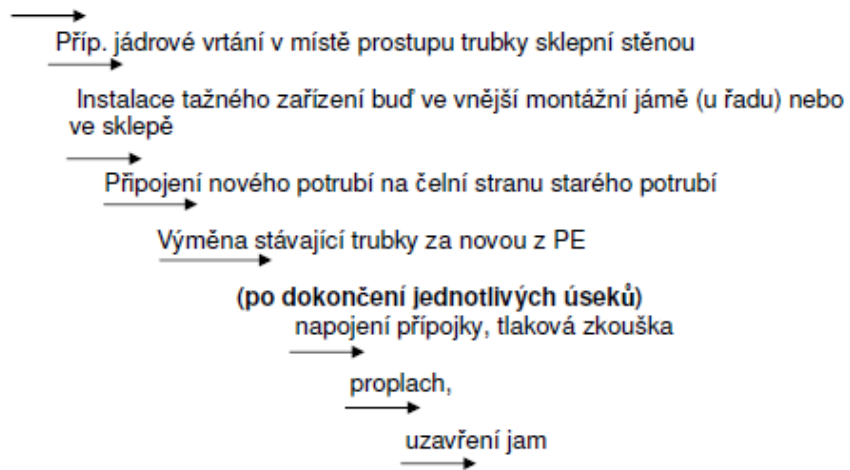 Příp. jádrové vrtání v místě prostupu trubky sklepní stěnou
Instalace tažného zařízení buď ve vnější montážní jámě (u řadu) nebo
ve sklepě
Připojení nového potrubí na čelní stranu starého potrubí
Výměna stávající trubky za novou z PE
(po dokončení jednotlivých úseků)
napojení přípojky, tlaková zkouška
proplach,
uzavření jam